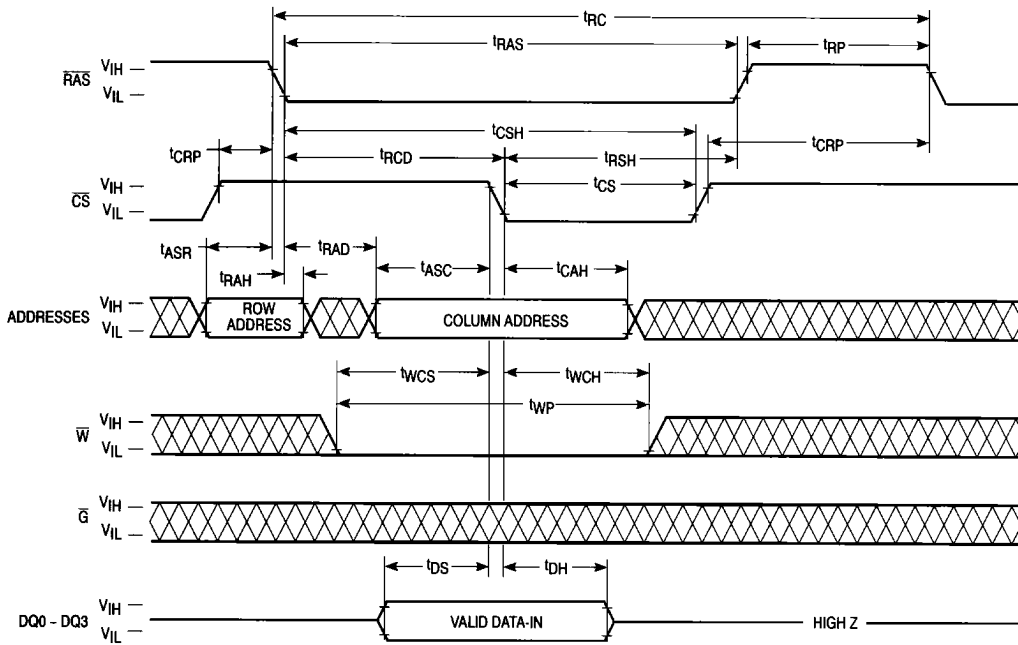 tRC
tRAS
tRP
RAS
VIH
VIL
tCSH
tCRP
tRCD
tRSH
tCRP
tCS
CS
VIH
VIL
tASR
tRAD
tRAH
tASC
tCAH
ADDRESSES
VIH
VIL
ROW
ADDRESS
COLUMN ADDRESS
tWCS
tWCH
tWP
W
VIH
VIL
G
VIH
VIL
tDS
tDH
DQ0 - DQ3
VIH
VIL
VALID DATA-IN
HIGH Z